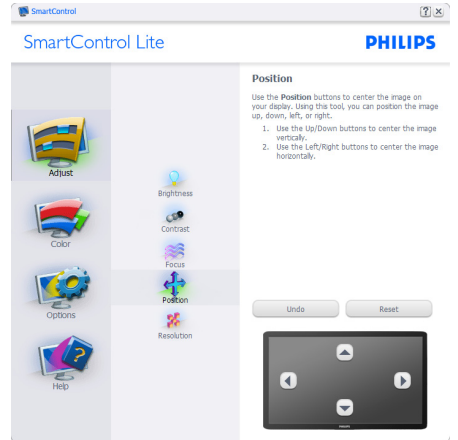 SmartControl
SmartControl Lite
PHILIPS
Adjust
Color
Options
Help
Brightness
Contrast
Focus
Position
Resolution
Position
Use the Position buttons to center the image on
your display. Using this tool, you can position the image
up, down, left, or right.
1. Use the Up/Down buttons to center the image
vertically.
2. Use the Left/Right buttons to center the image
horizontally.
Undo
Reset
PHILIPS